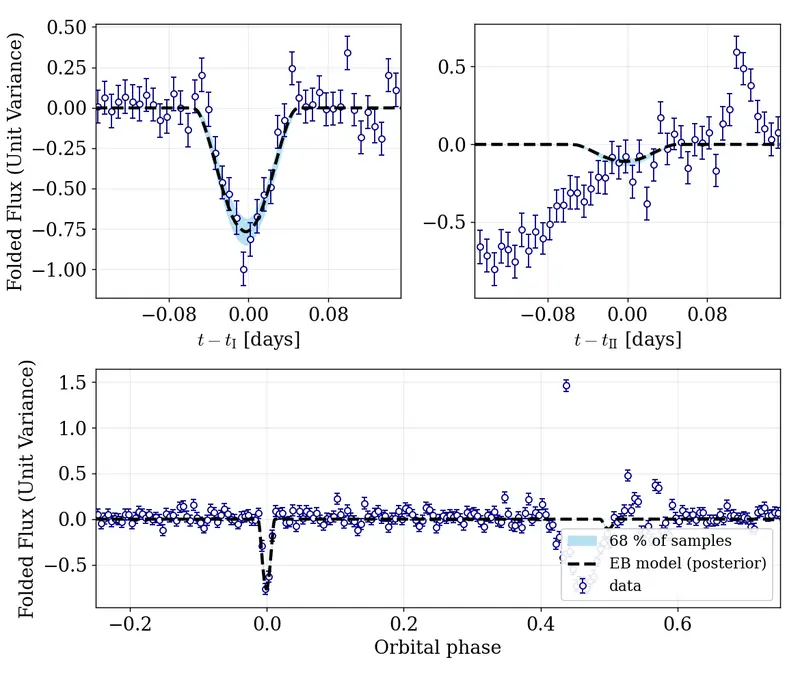 Folded Flux (Unit Variance)
0.50
0.25
0.00
−0.25
−0.50
−0.75
−1.00
−0.08 0.00 0.08
t − tI [days]
0.5
0.0
−0.5
−0.08 0.00 0.08
t − tII [days]
Folded Flux (Unit Variance)
1.5
1.0
0.5
0.0
−0.5
68 % of samples
EB model (posterior)
data
−0.2 0.0 0.2 0.4 0.6
Orbital phase